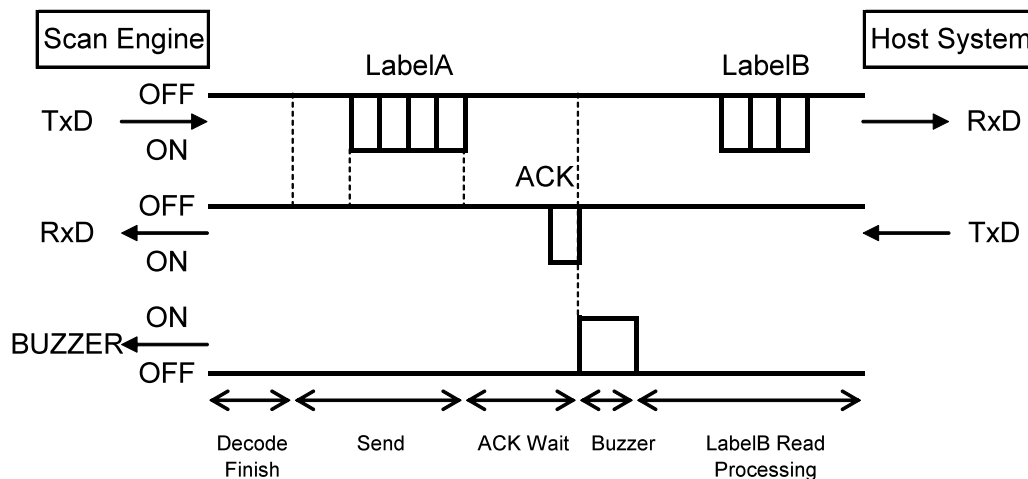 Scan Engine
Host System
LabelA
LabelB
OFF
TxD
RxD
ON
ACK
OFF
RxD
TxD
ON
ON
BUZZER
OFF
Decode
Finish
Send
ACK Wait
Buzzer
LabelB Read
Processing